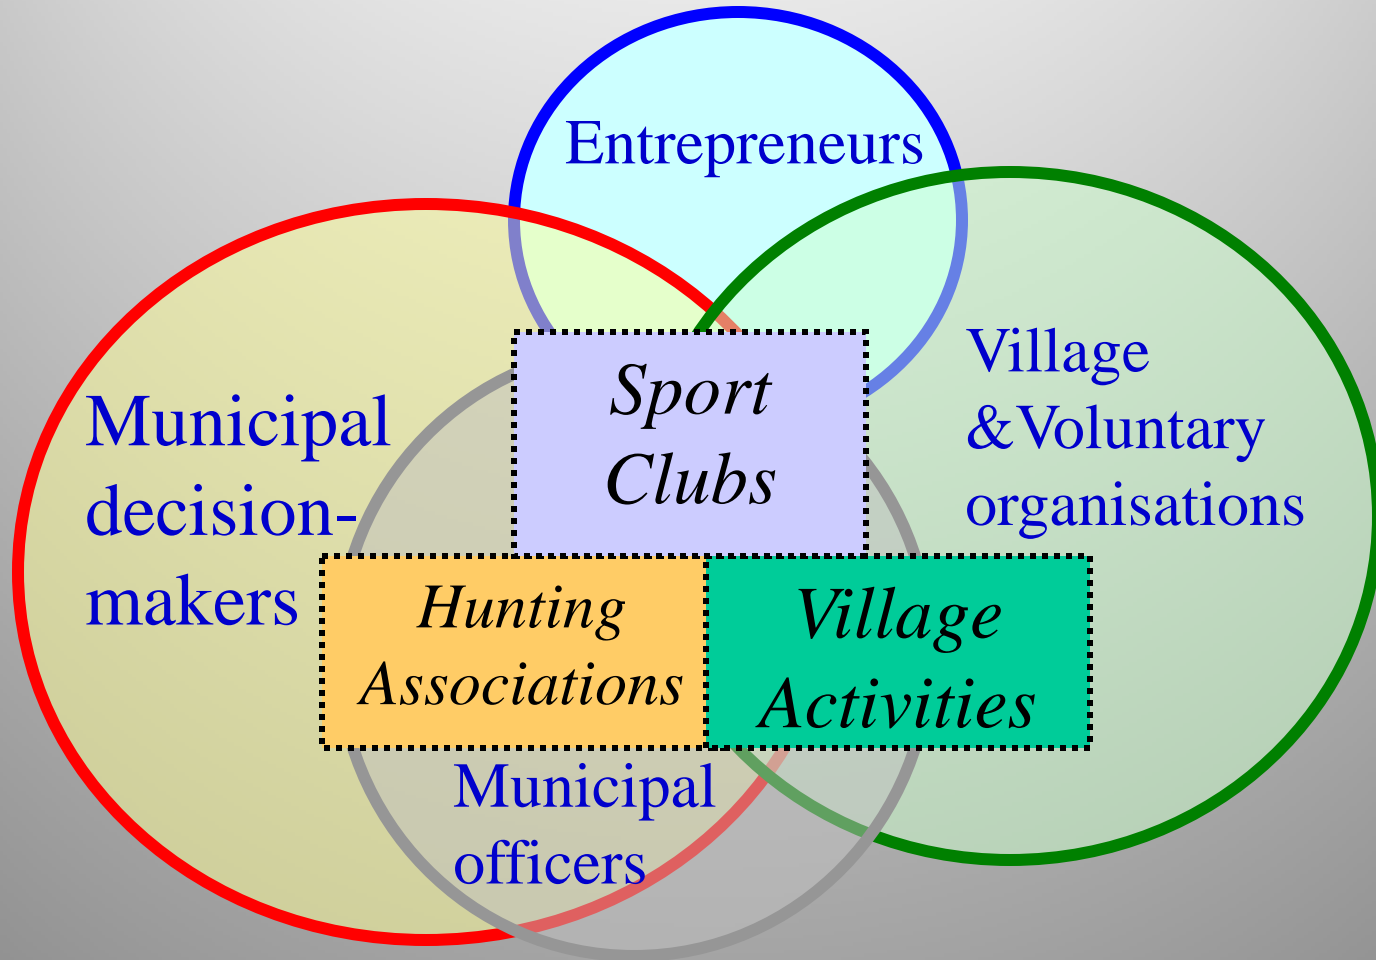 Entrepreneurs
Municipal
decision-
makers
Sport
Clubs
Village
&Voluntary
organisations
Hunting
Associations
Village
Activities
Municipal
officers